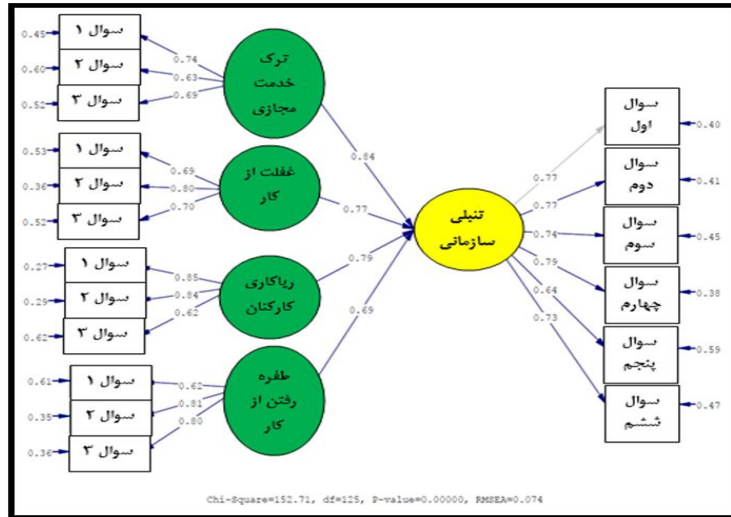 0.45
سوال ۱
0.60
سوال ۲
0.52
سوال ۳
0.74
0.63
0.69
ترک
خدمت
مجازی
0.53
سوال ۱
0.36
سوال ۲
0.52
سوال ۳
0.69
0.80
0.70
غفلت از
کار
0.27
سوال ۱
0.29
سوال ۲
0.62
سوال ۳
0.85
0.84
0.62
ریاکاری
کارکنان
0.61
سوال ۱
0.35
سوال ۲
0.36
سوال ۳
0.62
0.81
0.80
طفره
رفتن از
کار
0.84
0.77
0.79
0.69
تنبلی
سازمانی
0.77
0.77
0.74
0.79
0.64
0.73
سوال
اول
0.40
سوال
دوم
0.41
سوال
سوم
0.45
سوال
چهارم
0.38
سوال
پنجم
0.59
سوال
ششم
0.47
Chi-Square=152.71, df=125, P-value=0.00000, RMSEA=0.074